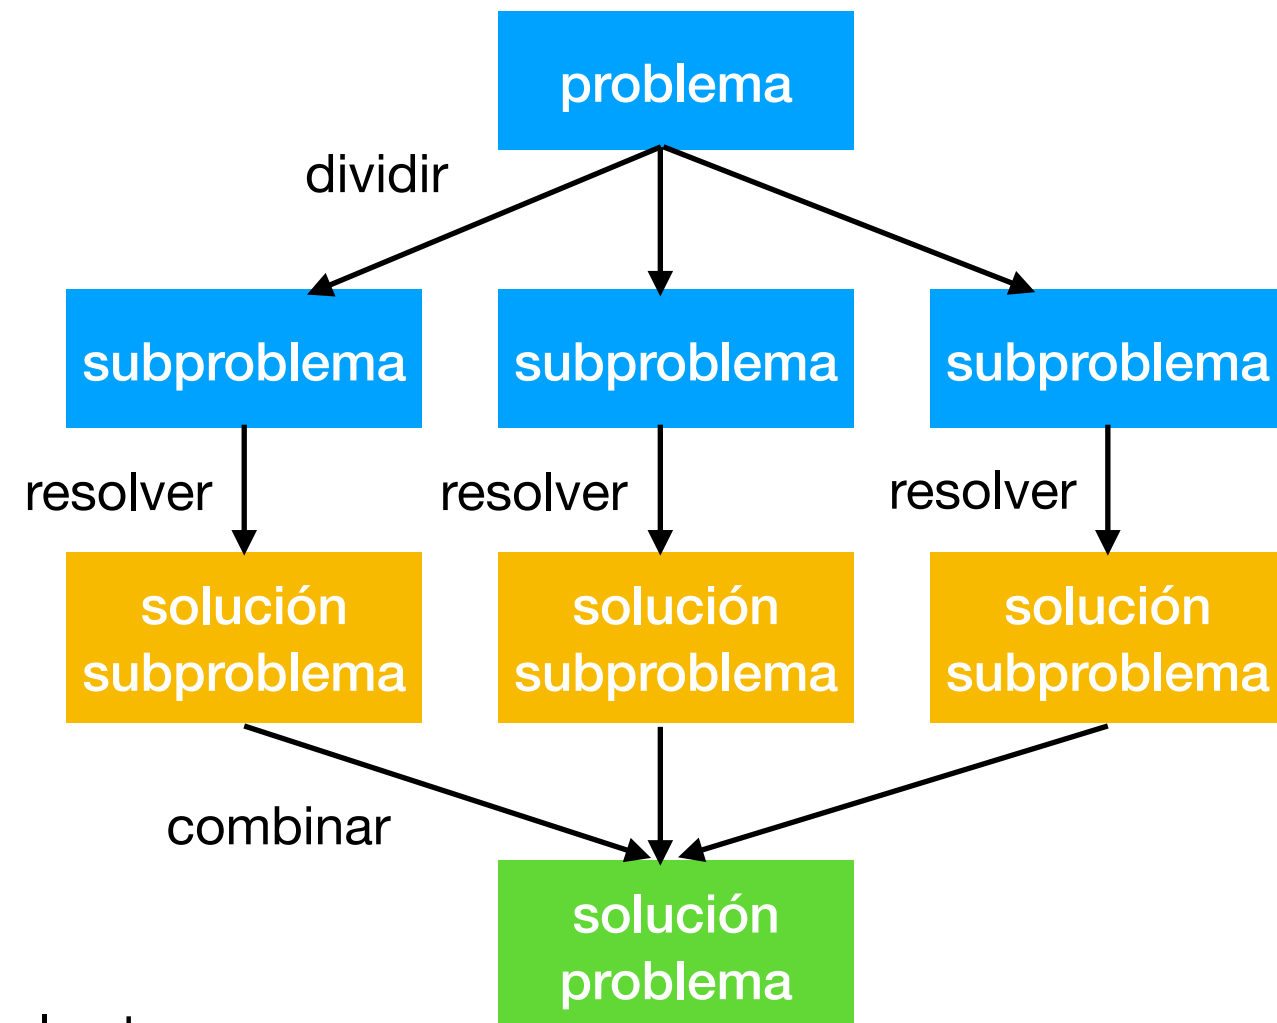 problema
dividir
subproblema subproblema subproblema
resolver resolver resolver
solución solución solución
subproblema subproblema subproblema
combinar
solución
problema